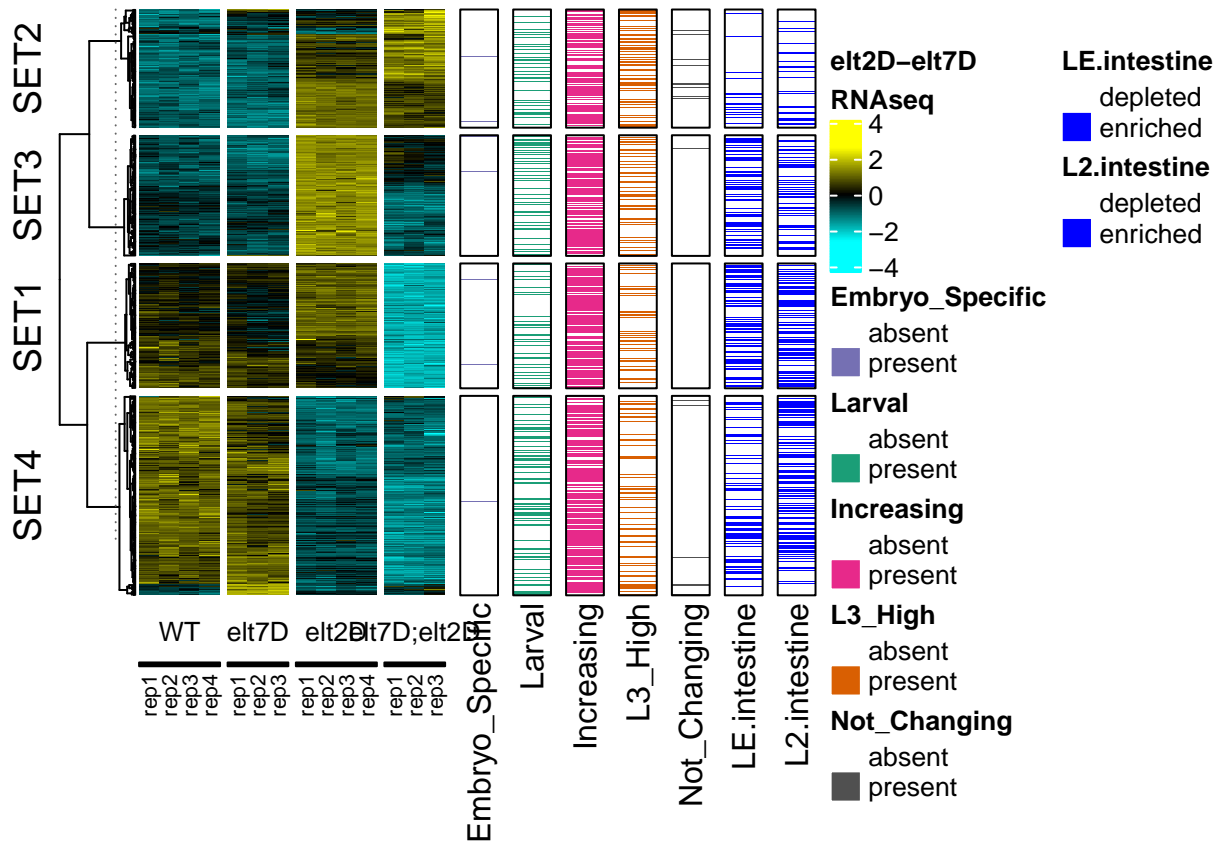 SET2
SET3
SET1
SET4
WT
elt7D
elt2D
elt7D;elt2D
rep1
rep2
rep3
rep4
rep1
rep2
rep3
rep1
rep2
rep3
rep4
rep1
rep2
rep3
Embryo_Specific
Larval
Increasing
L3_High
Not_Changing
LE.intestine
L2.intestine
elt2D−elt7D
RNAseq
4
2
0
−2
−4
Embryo_Specific
absent
present
Larval
absent
present
Increasing
absent
present
L3_High
absent
present
Not_Changing
absent
present
LE.intestine
depleted
enriched
L2.intestine
depleted
enriched